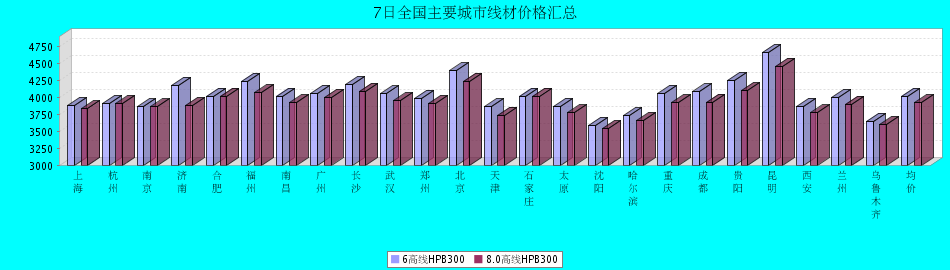 7日全国主要城市线材价格汇总
4750
4500
4250
4000
3750
3500
3250
3000
上海
杭州
南京
济南
合肥
福州
南昌
广州
长沙
武汉
郑州
北京
天津
石家庄
太原
沈阳
哈尔滨
重庆
成都
贵阳
昆明
西安
兰州
乌鲁木齐
均价
6高线HPB300
8.0高线HPB300